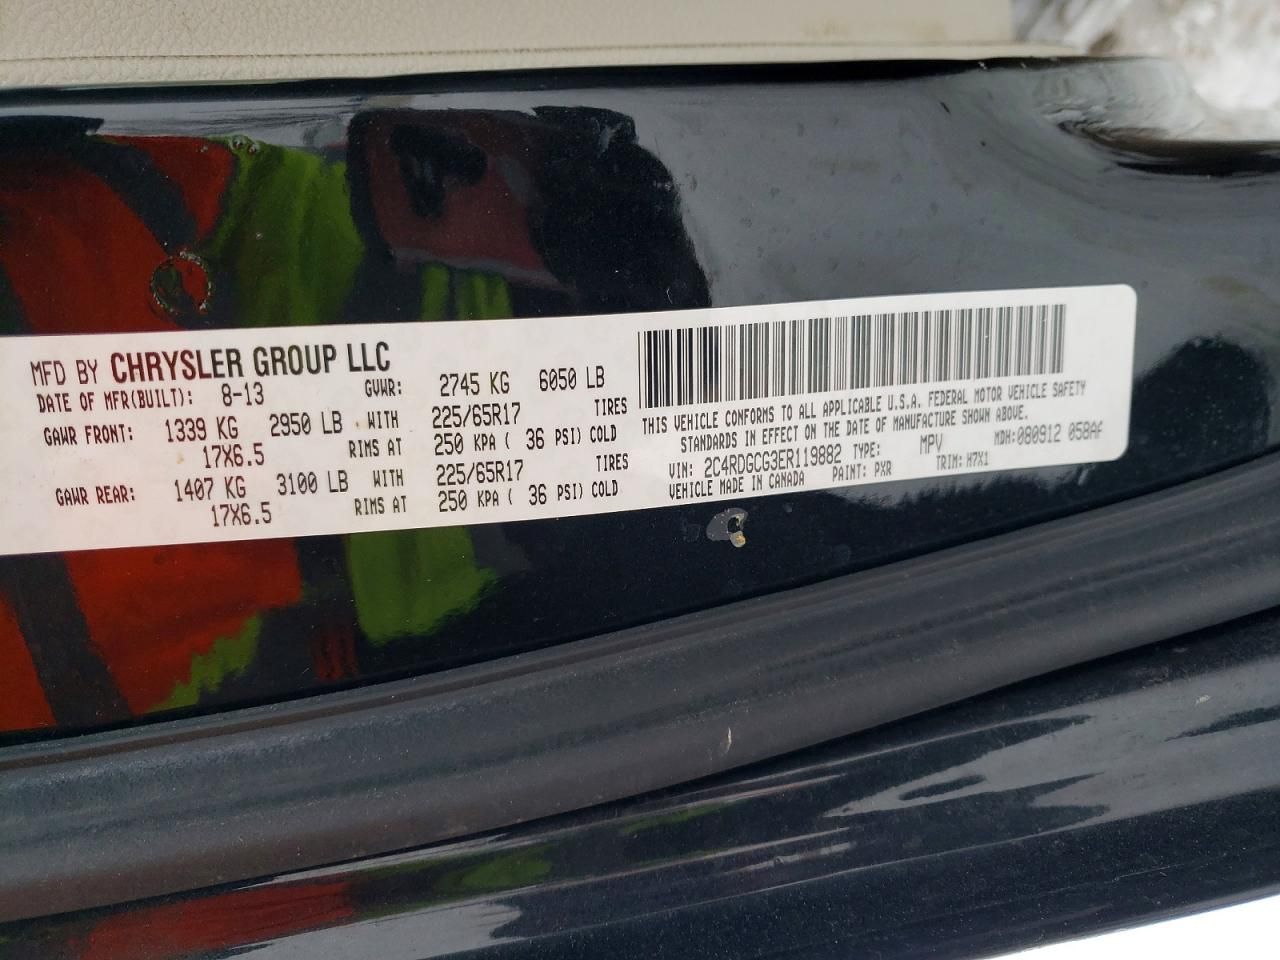 MFD BY CHRYSLER GROUP LLC
DATE OF MFR(BUILT): 8-13 GVWR: 2745 KG 6050 LB
GAWR FRONT: 1339 KG 2950 LB WITH 225/65R17 TIRES
17X6.5 RIMS AT 250 KPA ( 36 PSI) COLD
GAWR REAR: 1407 KG 3100 LB WITH 225/65R17 TIRES
17X6.5 RIMS AT 250 KPA ( 36 PSI) COLD
THIS VEHICLE CONFORMS TO ALL APPLICABLE U.S.A. FEDERAL MOTOR VEHICLE SAFETY
STANDARDS IN EFFECT ON THE DATE OF MANUFACTURE SHOWN ABOVE.
VIN: 2C4RDGCG3ER119882 TYPE: MPV MDH:080912 058AF
VEHICLE MADE IN CANADA PAINT: PXR TRIM: H7X1